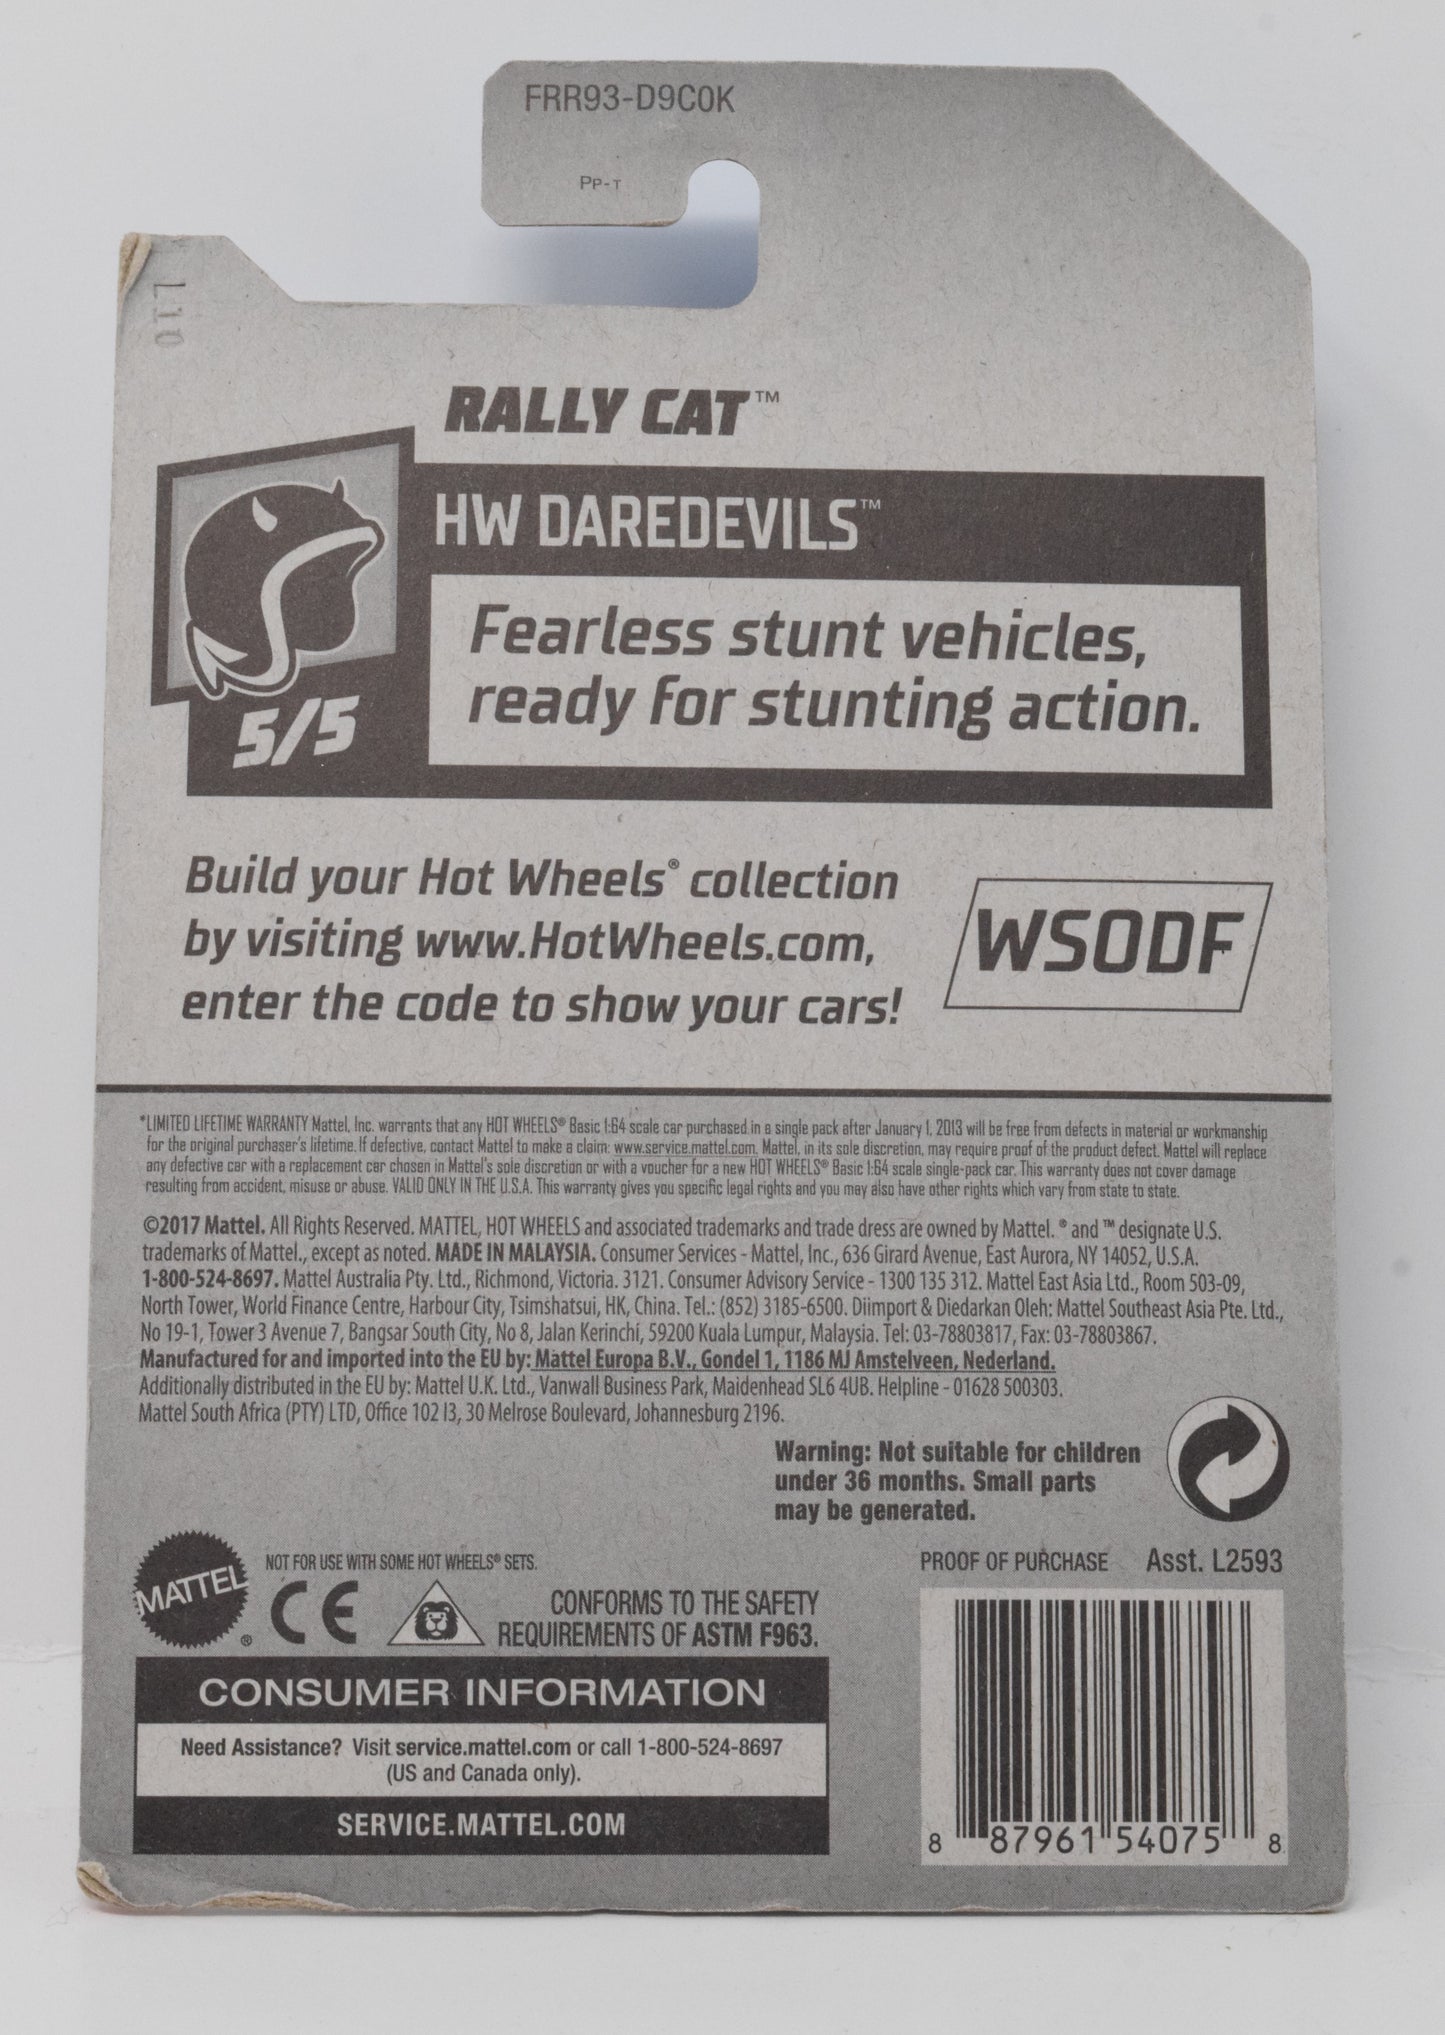 FRR93-D9C0K
Pp-T
L10
RALLY CAT™
HW DAREDEVILS™
Fearless stunt vehicles,
ready for stunting action.
5/5
Build your Hot Wheels® collection
by visiting www.HotWheels.com,
enter the code to show your cars!
WSODF
*LIMITED LIFETIME WARRANTY Mattel, Inc. warrants that any HOT WHEELS® Basic 1:64 scale car purchased in a single pack after January 1, 2013 will be free from defects in material or workmanship
for the original purchaser's lifetime. If defective, contact Mattel to make a claim: www.service.mattel.com. Mattel, in its sole discretion, may require proof of the product defect. Mattel will replace
any defective car with a replacement car chosen in Mattel's sole discretion or with a voucher for a new HOT WHEELS® Basic 1:64 scale single-pack car. This warranty does not cover damage
resulting from accident, misuse or abuse. VALID ONLY IN THE U.S.A. This warranty gives you specific legal rights and you may also have other rights which vary from state to state.
©2017 Mattel. All Rights Reserved. MATTEL, HOT WHEELS and associated trademarks and trade dress are owned by Mattel. ® and ™ designate U.S.
trademarks of Mattel., except as noted. MADE IN MALAYSIA. Consumer Services - Mattel, Inc., 636 Girard Avenue, East Aurora, NY 14052, U.S.A.
1-800-524-8697. Mattel Australia Pty. Ltd., Richmond, Victoria. 3121. Consumer Advisory Service - 1300 135 312. Mattel East Asia Ltd., Room 503-09,
North Tower, World Finance Centre, Harbour City, Tsimshatsui, HK, China. Tel.: (852) 3185-6500. Diimport & Diedarkan Oleh: Mattel Southeast Asia Pte. Ltd.,
No 19-1, Tower 3 Avenue 7, Bangsar South City, No 8, Jalan Kerinchi, 59200 Kuala Lumpur, Malaysia. Tel: 03-78803817, Fax: 03-78803867.
Manufactured for and imported into the EU by: Mattel Europa B.V., Gondel 1, 1186 MJ Amstelveen, Nederland.
Additionally distributed in the EU by: Mattel U.K. Ltd., Vanwall Business Park, Maidenhead SL6 4UB. Helpline - 01628 500303.
Mattel South Africa (PTY) LTD, Office 102 I3, 30 Melrose Boulevard, Johannesburg 2196.
Warning: Not suitable for children
under 36 months. Small parts
may be generated.
NOT FOR USE WITH SOME HOT WHEELS® SETS.
MATTEL®
CE
CONFORMS TO THE SAFETY
REQUIREMENTS OF ASTM F963.
PROOF OF PURCHASE Asst. L2593
CONSUMER INFORMATION
Need Assistance? Visit service.mattel.com or call 1-800-524-8697
(US and Canada only).
SERVICE.MATTEL.COM
8 87961 54075 8